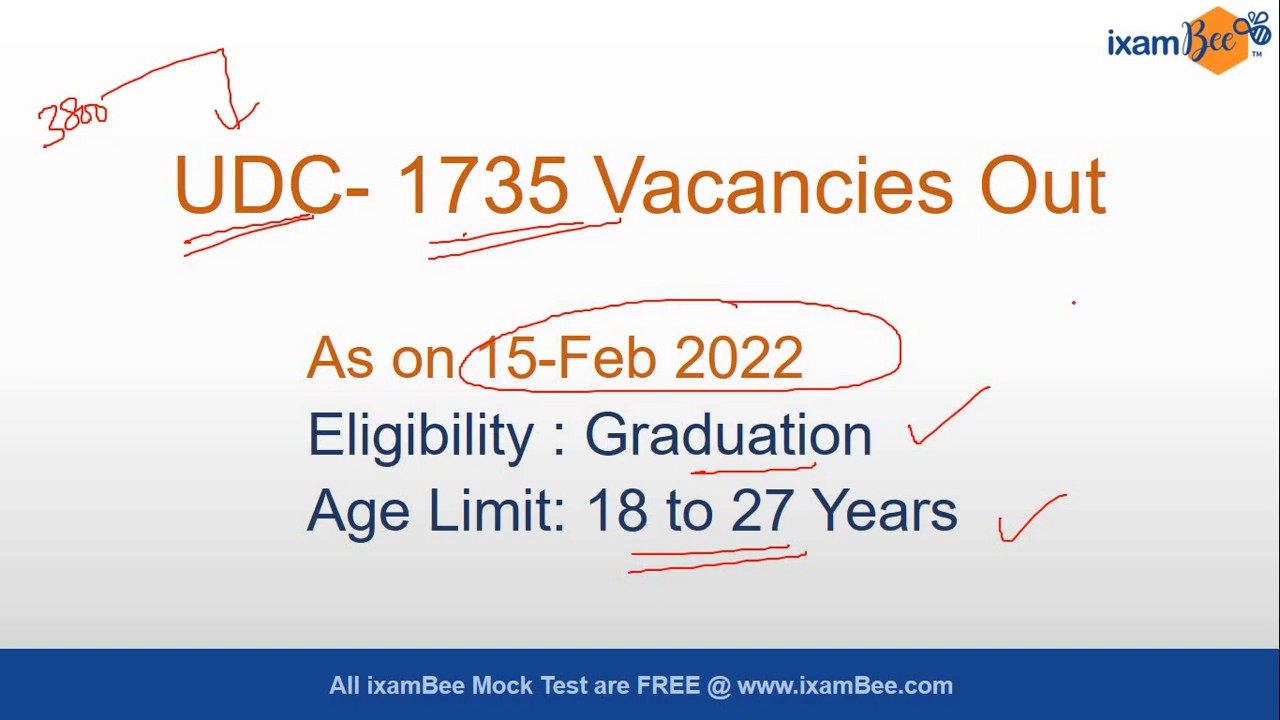 ixamBee
TM
3800
UDC- 1735 Vacancies Out
As on 15-Feb 2022
Eligibility : Graduation
Age Limit: 18 to 27 Years
All ixamBee Mock Test are FREE @ www.ixamBee.com